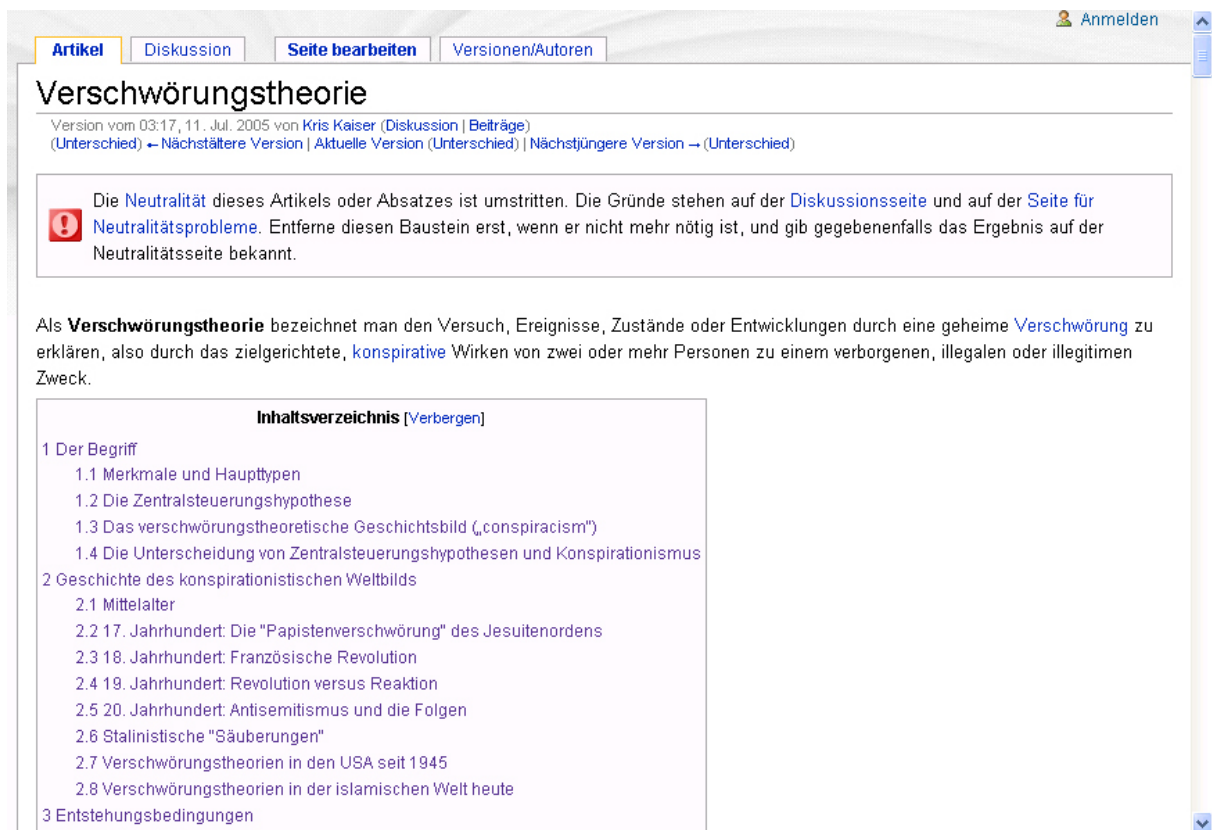 Anmelden
Artikel Diskussion Seite bearbeiten Versionen/Autoren
Verschwörungstheorie
Version vom 03:17, 11. Jul. 2005 von Kris Kaiser (Diskussion | Beiträge)
(Unterschied) ← Nächstältere Version | Aktuelle Version (Unterschied) | Nächstjüngere Version → (Unterschied)
Die Neutralität dieses Artikels oder Absatzes ist umstritten. Die Gründe stehen auf der Diskussionsseite und auf der Seite für
Neutralitätsprobleme. Entferne diesen Baustein erst, wenn er nicht mehr nötig ist, und gib gegebenenfalls das Ergebnis auf der
Neutralitätsseite bekannt.
Als Verschwörungstheorie bezeichnet man den Versuch, Ereignisse, Zustände oder Entwicklungen durch eine geheime Verschwörung zu
erklären, also durch das zielgerichtete, konspirative Wirken von zwei oder mehr Personen zu einem verborgenen, illegalen oder illegitimen
Zweck.
Inhaltsverzeichnis [Verbergen]
1 Der Begriff
1.1 Merkmale und Haupttypen
1.2 Die Zentralsteuerungshypothese
1.3 Das verschwörungstheoretische Geschichtsbild („conspiracism")
1.4 Die Unterscheidung von Zentralsteuerungshypothesen und Konspirationismus
2 Geschichte des konspirationistischen Weltbilds
2.1 Mittelalter
2.2 17. Jahrhundert: Die "Papistenverschwörung" des Jesuitenordens
2.3 18. Jahrhundert: Französische Revolution
2.4 19. Jahrhundert: Revolution versus Reaktion
2.5 20. Jahrhundert: Antisemitismus und die Folgen
2.6 Stalinistische "Säuberungen"
2.7 Verschwörungstheorien in den USA seit 1945
2.8 Verschwörungstheorien in der islamischen Welt heute
3 Entstehungsbedingungen